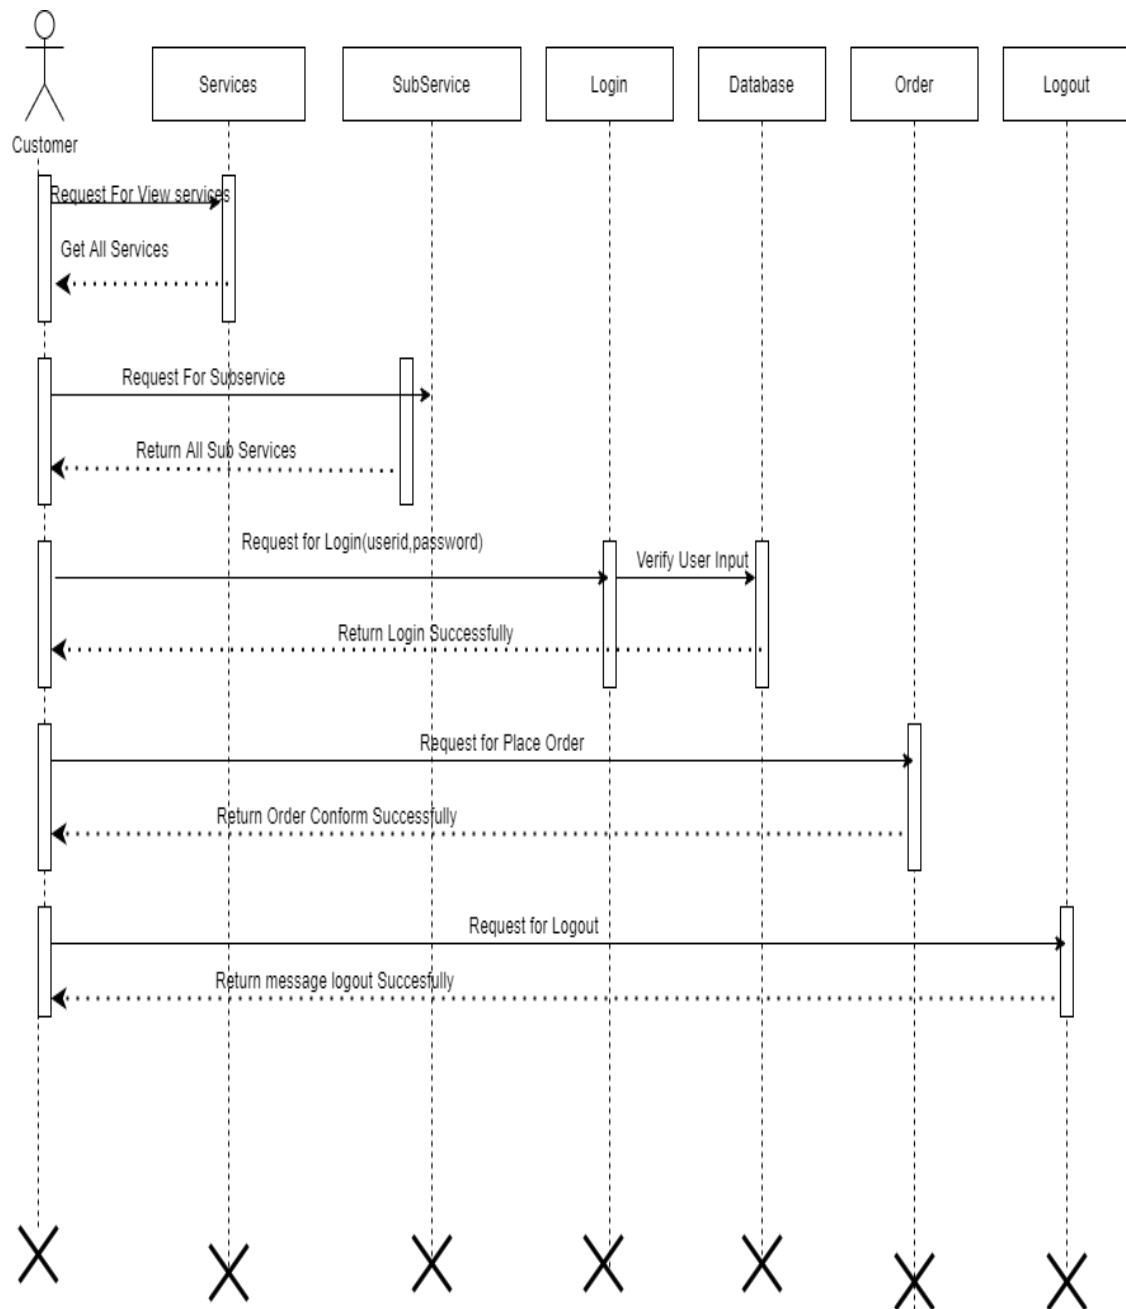 Services
SubService
Login
Database
Order
Logout
Customer
Request For View services
Get All Services
Request For Subservice
Return All Sub Services
Request for Login(userid,password)
Verify User Input
Return Login Successfully
Request for Place Order
Return Order Conform Successfully
Request for Logout
Return message logout Succesfully